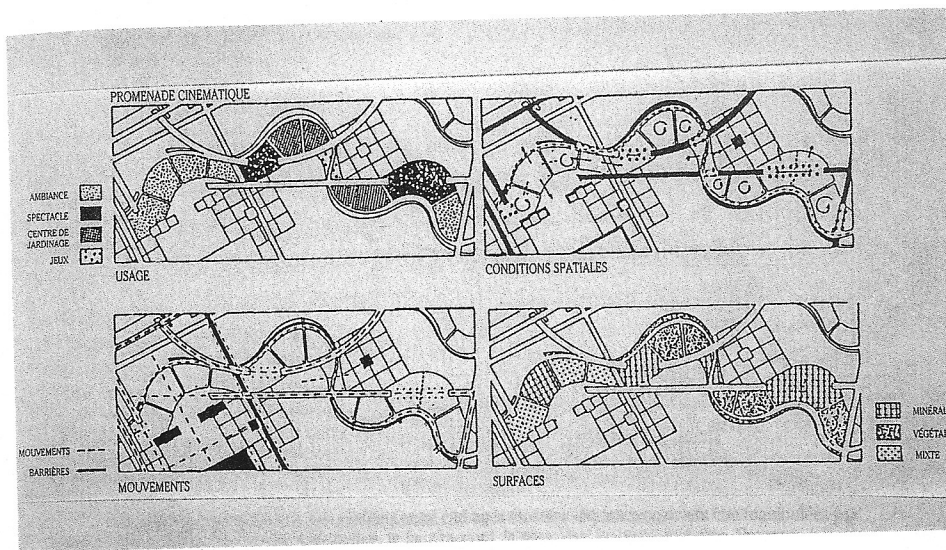 PROMENADE CINEMATIQUE
AMBIANCE
SPECTACLE
CENTRE DE
JARDINAGE
JEUX
USAGE
CONDITIONS SPATIALES
MOUVEMENTS
BARRIÈRES
MOUVEMENTS
SURFACES
MINÉRAL
VÉGÉTAL
MIXTE